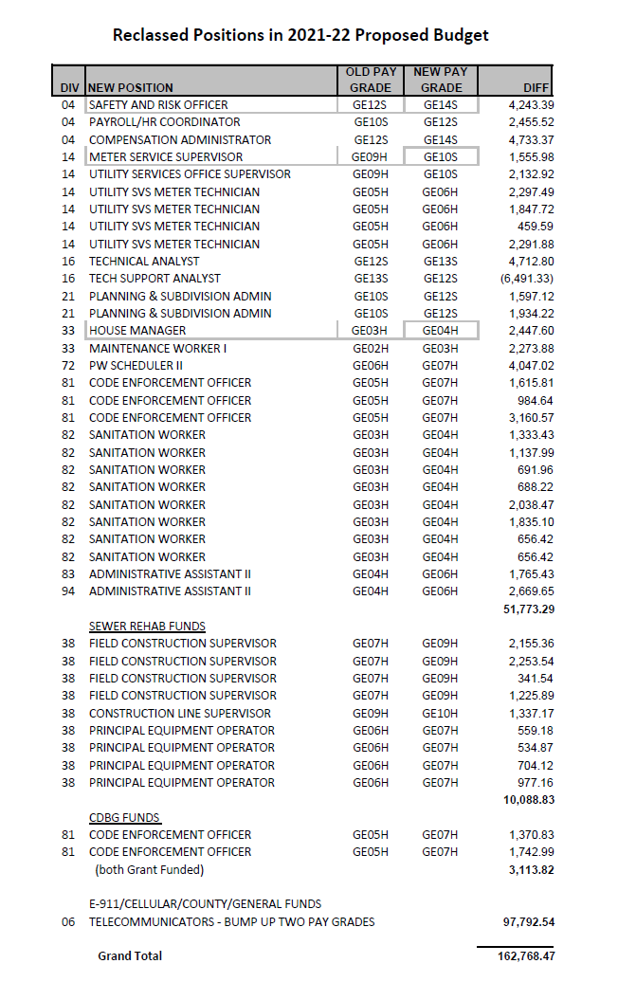 Reclassed Positions in 2021-22 Proposed Budget
OLD PAY NEW PAY
DIV NEW POSITION GRADE GRADE DIFF
04 SAFETY AND RISK OFFICER GE12S GE14S 4,243.39
04 PAYROLL/HR COORDINATOR GE10S GE12S 2,455.52
04 COMPENSATION ADMINISTRATOR GE12S GE14S 4,733.37
14 METER SERVICE SUPERVISOR GE09H GE10S 1,555.98
14 UTILITY SERVICES OFFICE SUPERVISOR GE09H GE10S 2,132.92
14 UTILITY SVS METER TECHNICIAN GE05H GE06H 2,297.49
14 UTILITY SVS METER TECHNICIAN GE05H GE06H 1,847.72
14 UTILITY SVS METER TECHNICIAN GE05H GE06H 459.59
14 UTILITY SVS METER TECHNICIAN GE05H GE06H 2,291.88
16 TECHNICAL ANALYST GE12S GE13S 4,712.80
16 TECH SUPPORT ANALYST GE13S GE12S (6,491.33)
21 PLANNING & SUBDIVISION ADMIN GE10S GE12S 1,597.12
21 PLANNING & SUBDIVISION ADMIN GE10S GE12S 1,934.22
33 HOUSE MANAGER GE03H GE04H 2,447.60
33 MAINTENANCE WORKER I GE02H GE03H 2,273.88
72 PW SCHEDULER II GE06H GE07H 4,047.02
81 CODE ENFORCEMENT OFFICER GE05H GE07H 1,615.81
81 CODE ENFORCEMENT OFFICER GE05H GE07H 984.64
81 CODE ENFORCEMENT OFFICER GE05H GE07H 3,160.57
82 SANITATION WORKER GE03H GE04H 1,333.43
82 SANITATION WORKER GE03H GE04H 1,137.99
82 SANITATION WORKER GE03H GE04H 691.96
82 SANITATION WORKER GE03H GE04H 688.22
82 SANITATION WORKER GE03H GE04H 2,038.47
82 SANITATION WORKER GE03H GE04H 1,835.10
82 SANITATION WORKER GE03H GE04H 656.42
82 SANITATION WORKER GE03H GE04H 656.42
83 ADMINISTRATIVE ASSISTANT II GE04H GE06H 1,765.43
94 ADMINISTRATIVE ASSISTANT II GE04H GE06H 2,669.65
51,773.29
SEWER REHAB FUNDS
38 FIELD CONSTRUCTION SUPERVISOR GE07H GE09H 2,155.36
38 FIELD CONSTRUCTION SUPERVISOR GE07H GE09H 2,253.54
38 FIELD CONSTRUCTION SUPERVISOR GE07H GE09H 341.54
38 FIELD CONSTRUCTION SUPERVISOR GE07H GE09H 1,225.89
38 CONSTRUCTION LINE SUPERVISOR GE09H GE10H 1,337.17
38 PRINCIPAL EQUIPMENT OPERATOR GE06H GE07H 559.18
38 PRINCIPAL EQUIPMENT OPERATOR GE06H GE07H 534.87
38 PRINCIPAL EQUIPMENT OPERATOR GE06H GE07H 704.12
38 PRINCIPAL EQUIPMENT OPERATOR GE06H GE07H 977.16
10,088.83
CDBG FUNDS
81 CODE ENFORCEMENT OFFICER GE05H GE07H 1,370.83
81 CODE ENFORCEMENT OFFICER GE05H GE07H 1,742.99
(both Grant Funded) 3,113.82
E-911/CELLULAR/COUNTY/GENERAL FUNDS
06 TELECOMMUNICATORS - BUMP UP TWO PAY GRADES 97,792.54
Grand Total 162,768.47